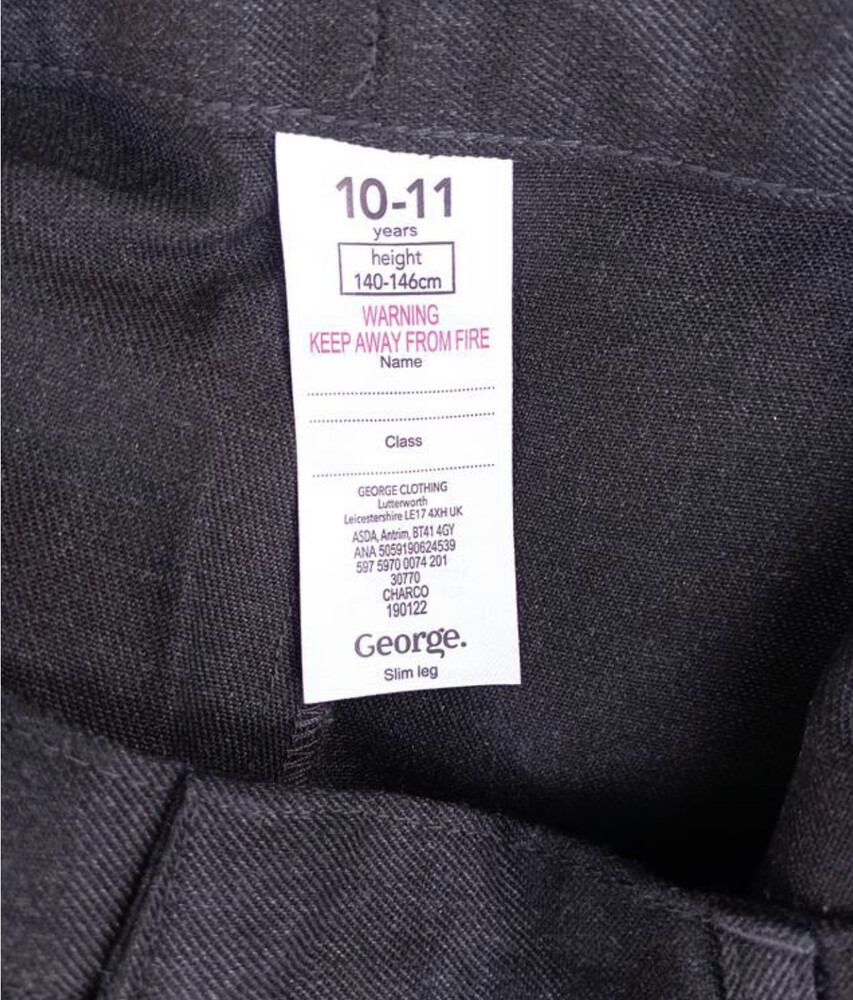 10-11
years
height
140-146cm
WARNING
KEEP AWAY FROM FIRE
Name
Class
GEORGE CLOTHING
Lutterworth
Leicestershire LE17 4XH UK
ASDA, Antrim, BT41 4GY
ANA 5059190624539
597 5970 0074 201
30770
CHARCO
190122
George.
Slim leg